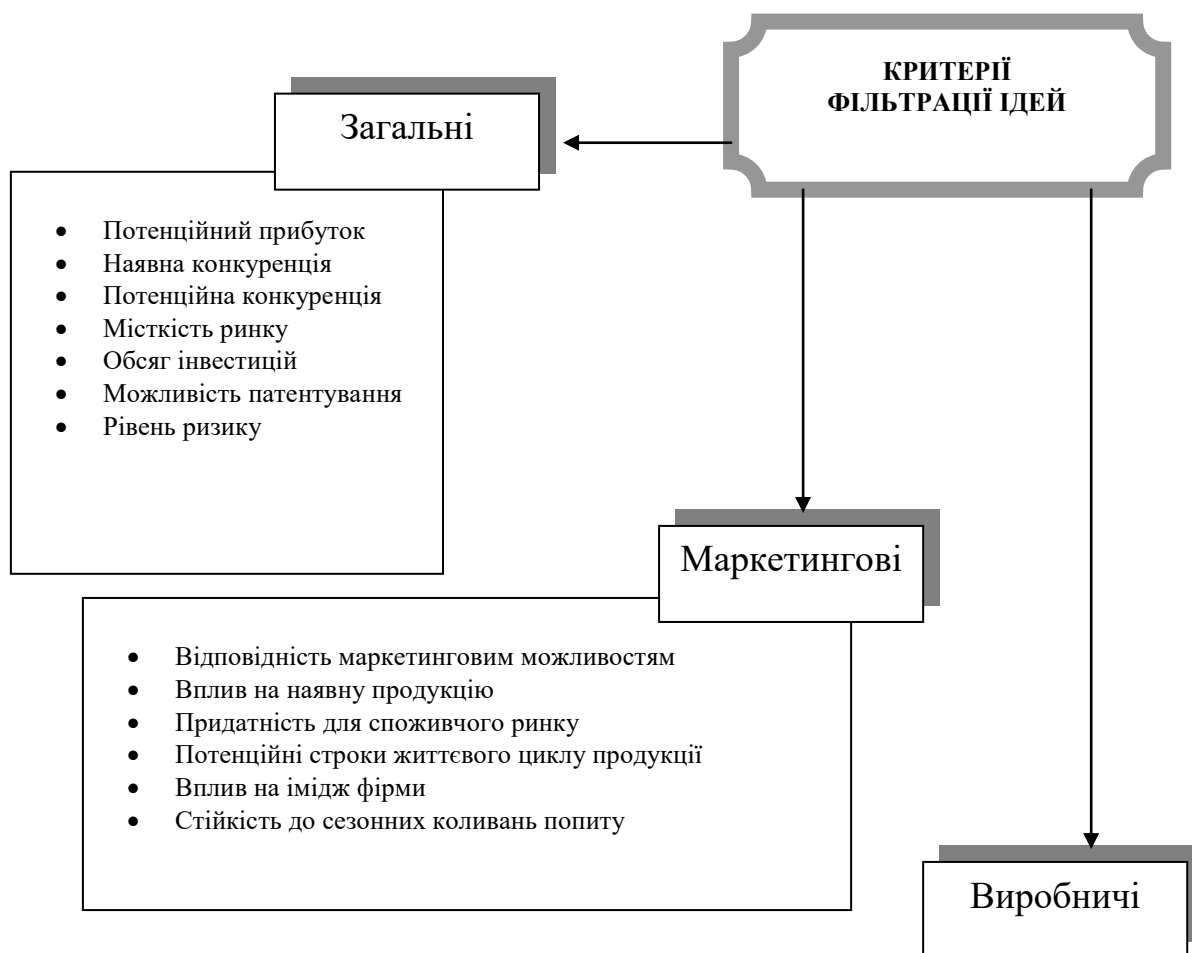 КРИТЕРІЇ
ФІЛЬТРАЦІЇ ІДЕЙ
Загальні
• Потенційний прибуток
• Наявна конкуренція
• Потенційна конкуренція
• Місткість ринку
• Обсяг інвестицій
• Можливість патентування
• Рівень ризику
Маркетингові
• Відповідність маркетинговим можливостям
• Вплив на наявну продукцію
• Придатність для споживчого ринку
• Потенційні строки життєвого циклу продукції
• Вплив на імідж фірми
• Стійкість до сезонних коливань попиту
Виробничі